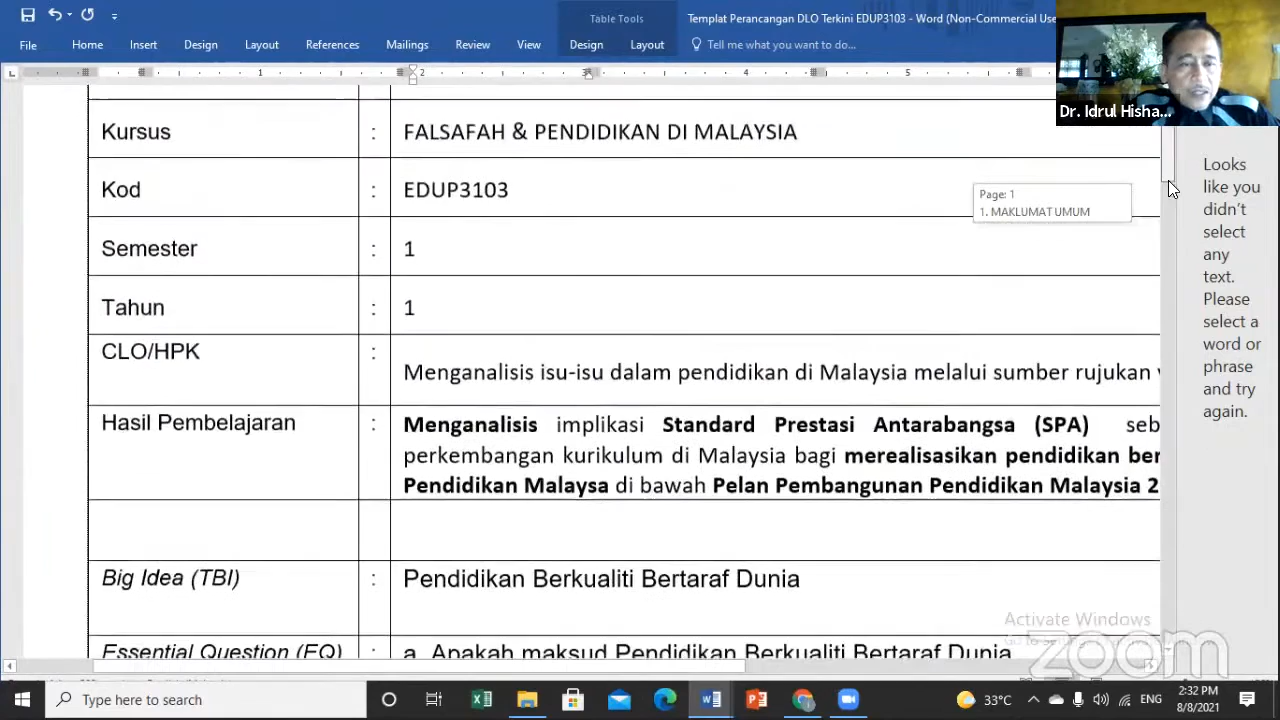 Table Tools
Templat Perancangan DLO Terkini EDUP3103 - Word (Non-Commercial Use
File Home Insert Design Layout References Mailings Review View Design Layout Tell me what you want to do...
1 2 3 4 5
Dr. Idrul Hisha...
Kursus : FALSAFAH & PENDIDIKAN DI MALAYSIA
Kod : EDUP3103
Page: 1
1. MAKLUMAT UMUM
Semester : 1
Tahun : 1
CLO/HPK :
Menganalisis isu-isu dalam pendidikan di Malaysia melalui sumber rujukan
Hasil Pembelajaran : Menganalisis implikasi Standard Prestasi Antarabangsa (SPA) seb
perkembangan kurikulum di Malaysia bagi merealisasikan pendidikan ber
Pendidikan Malaysa di bawah Pelan Pembangunan Pendidikan Malaysia 2
Big Idea (TBI) : Pendidikan Berkualiti Bertaraf Dunia
Essential Question (EQ) : a. Apakah maksud Pendidikan Berkualiti Bertaraf Dunia
Looks
like you
didn't
select
any
text.
Please
select a
word or
phrase
and try
again.
Activate Windows
zoom
Type here to search
33°C
ENG
2:32 PM
8/8/2021